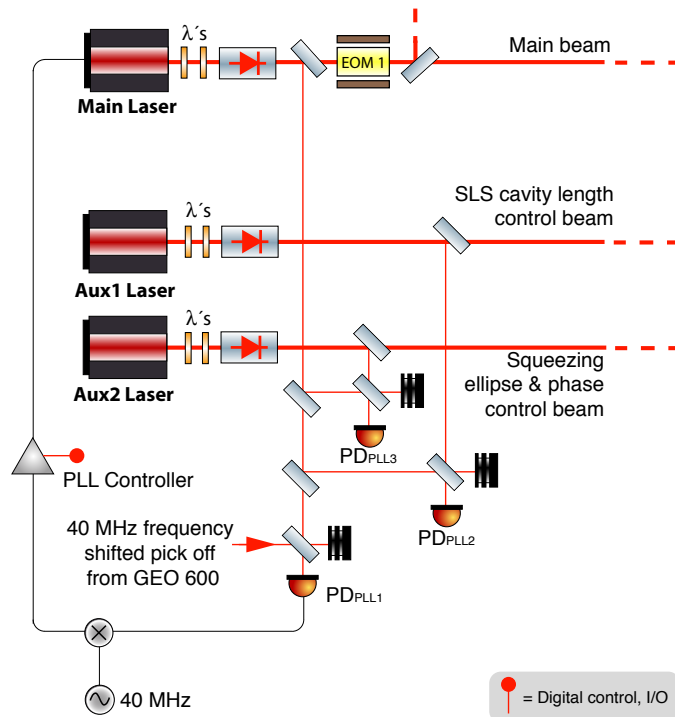 λ´s
EOM 1
Main beam
Main Laser
SLS cavity length
control beam
λ´s
Aux1 Laser
λ´s
Aux2 Laser
Squeezing
ellipse & phase
control beam
PDPLL3
PLL Controller
40 MHz frequency
shifted pick off
from GEO 600
PDPLL2
PDPLL1
40 MHz
= Digital control, I/O